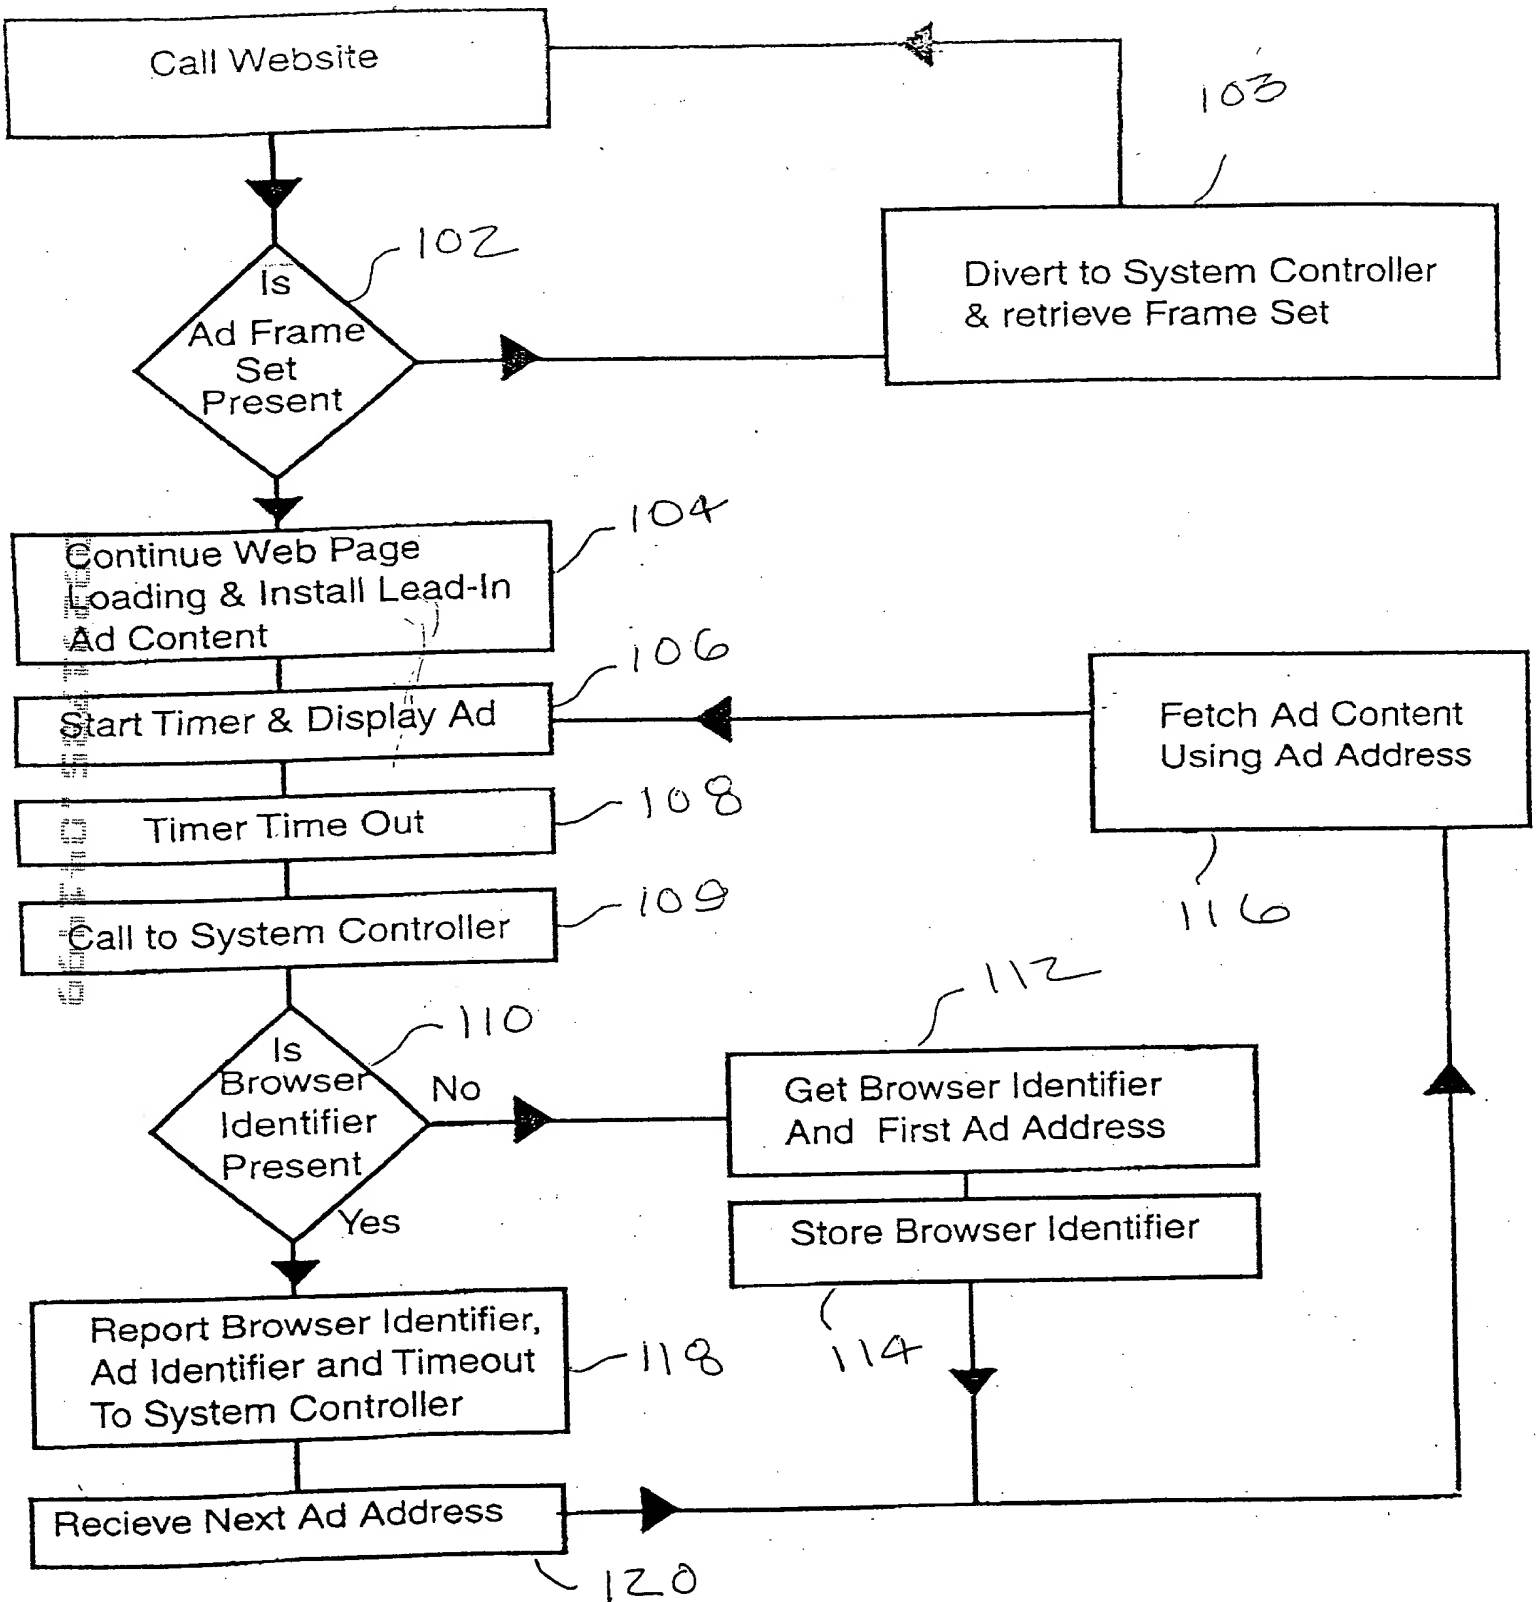 Call Website
103
102
Is
Ad Frame
Set
Present
Divert to System Controller
& retrieve Frame Set
104
Continue Web Page
Loading & Install Lead-In
Ad Content
106
Start Timer & Display Ad
Fetch Ad Content
Using Ad Address
108
Timer Time Out
109
Call to System Controller
116
110
112
Is
Browser
Identifier
Present
No
Yes
Get Browser Identifier
And First Ad Address
Store Browser Identifier
114
Report Browser Identifier,
Ad Identifier and Timeout
To System Controller
118
Recieve Next Ad Address
120